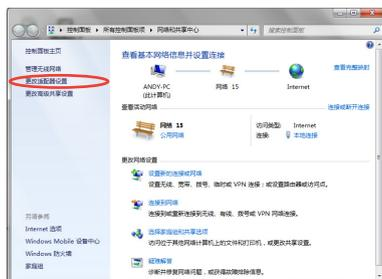 控制面板 ▸ 所有控制面板项 ▸ 网络和共享中心
搜索控制面板
控制面板主页
管理无线网络
更改适配器设置
更改高级共享设置
另请参阅
Internet 选项
Windows Mobile 设备中心
Windows 防火墙
家庭组
查看基本网络信息并设置连接
查看完整映射
ANDY-PC
(此计算机)
网络 15
Internet
查看活动网络
连接或断开连接
网络 15
公用网络
访问类型: Internet
连接: 本地连接
更改网络设置
设置新的连接或网络
设置无线、宽带、拨号、临时或 VPN 连接；或设置路由器或访问点。
连接到网络
连接到或重新连接到无线、有线、拨号或 VPN 网络连接。
选择家庭组和共享选项
访问位于其他网络计算机上的文件和打印机，或更改共享设置。
疑难解答
诊断并修复网络问题，或获得故障排除信息。